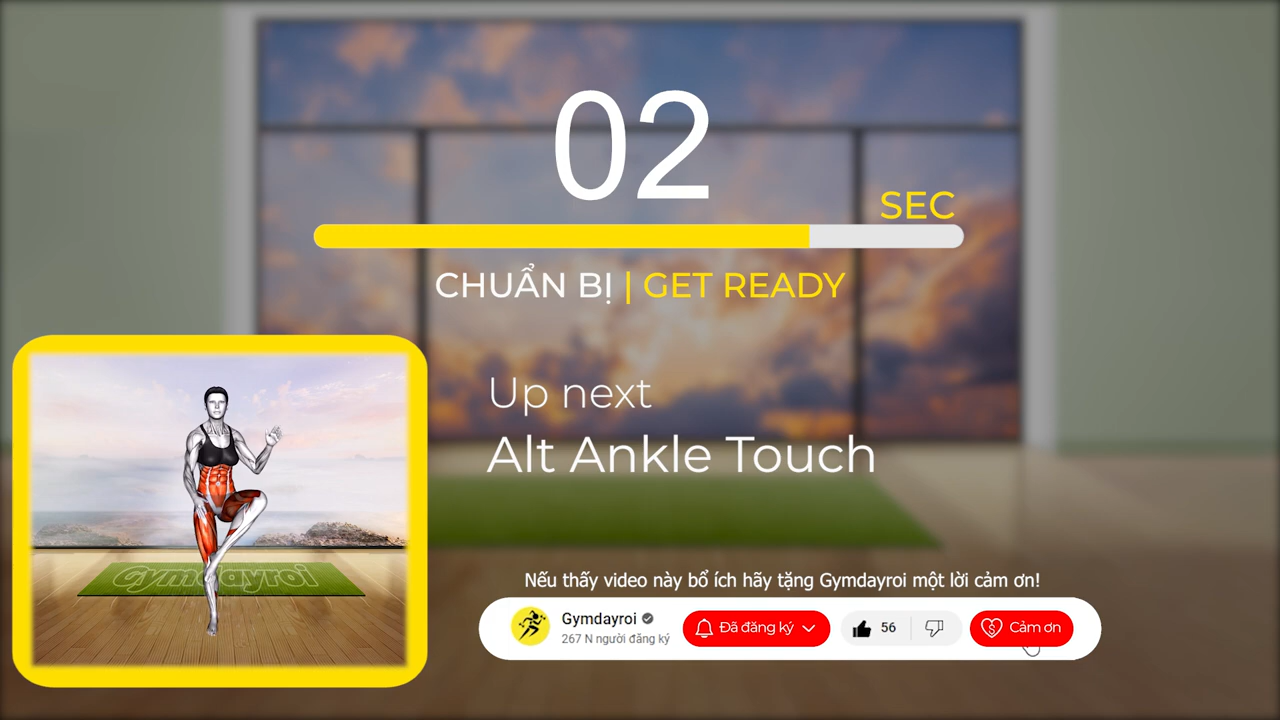 02
SEC
CHUẨN BỊ | GET READY
Up next
Alt Ankle Touch
Gymdayroi
Nếu thấy video này bổ ích hãy tặng Gymdayroi một lời cảm ơn!
Gymdayroi
267 N người đăng ký
Đã đăng ký
56
Cảm ơn